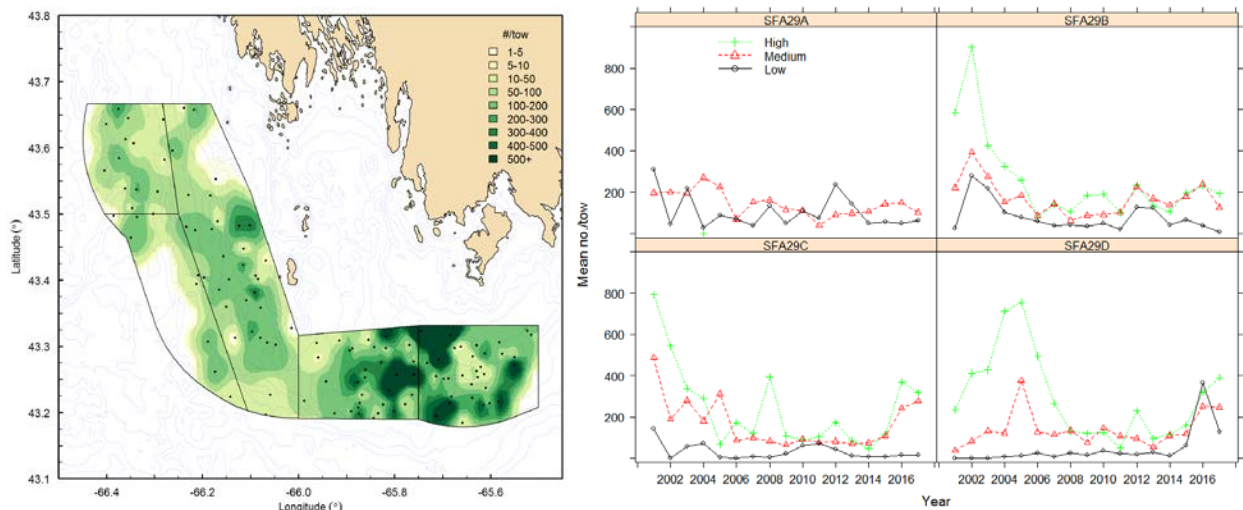 43.8
43.7
43.6
43.5
43.4
43.3
43.2
43.1
Latitude (°)
#/tow
1-5
5-10
10-50
50-100
100-200
200-300
300-400
400-500
500+
-66.4
-66.2
-66.0
-65.8
-65.6
Longitude (°)
SFA29A
SFA29B
High
Medium
Low
800
600
400
200
0
Mean no./tow
SFA29C
SFA29D
800
600
400
200
0
2002 2004 2006 2008 2010 2012 2014 2016
2002 2004 2006 2008 2010 2012 2014 2016
Year